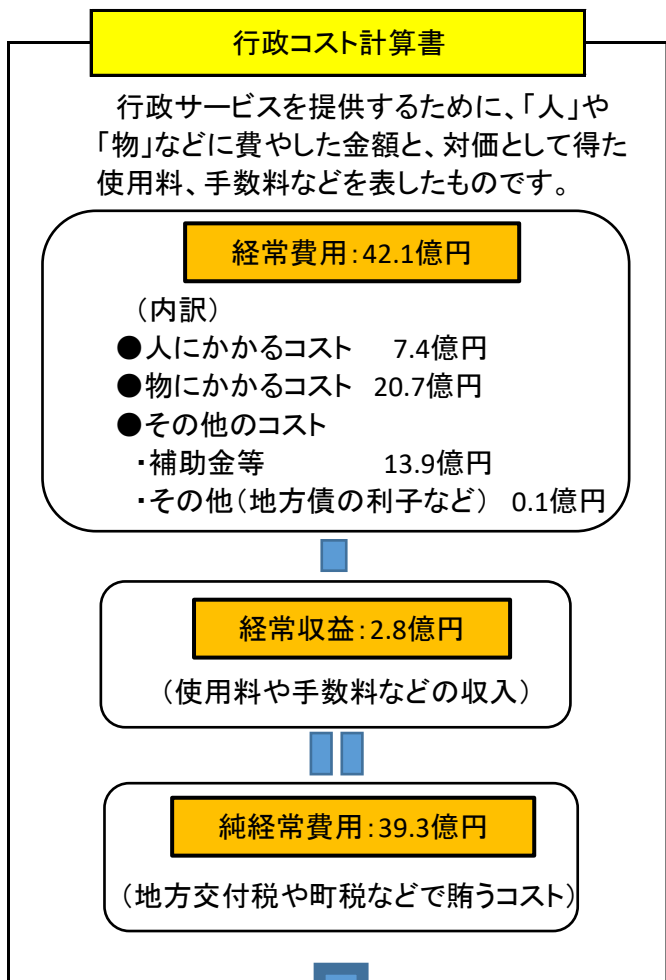 行政コスト計算書
行政サービスを提供するために、「人」や
「物」などに費やした金額と、対価として得た
使用料、手数料などを表したものです。
経常費用:42.1億円
（内訳）
●人にかかるコスト 7.4億円
●物にかかるコスト 20.7億円
●その他のコスト
・補助金等 13.9億円
・その他（地方債の利子など） 0.1億円
経常収益:2.8億円
（使用料や手数料などの収入）
純経常費用:39.3億円
（地方交付税や町税などで賄うコスト）